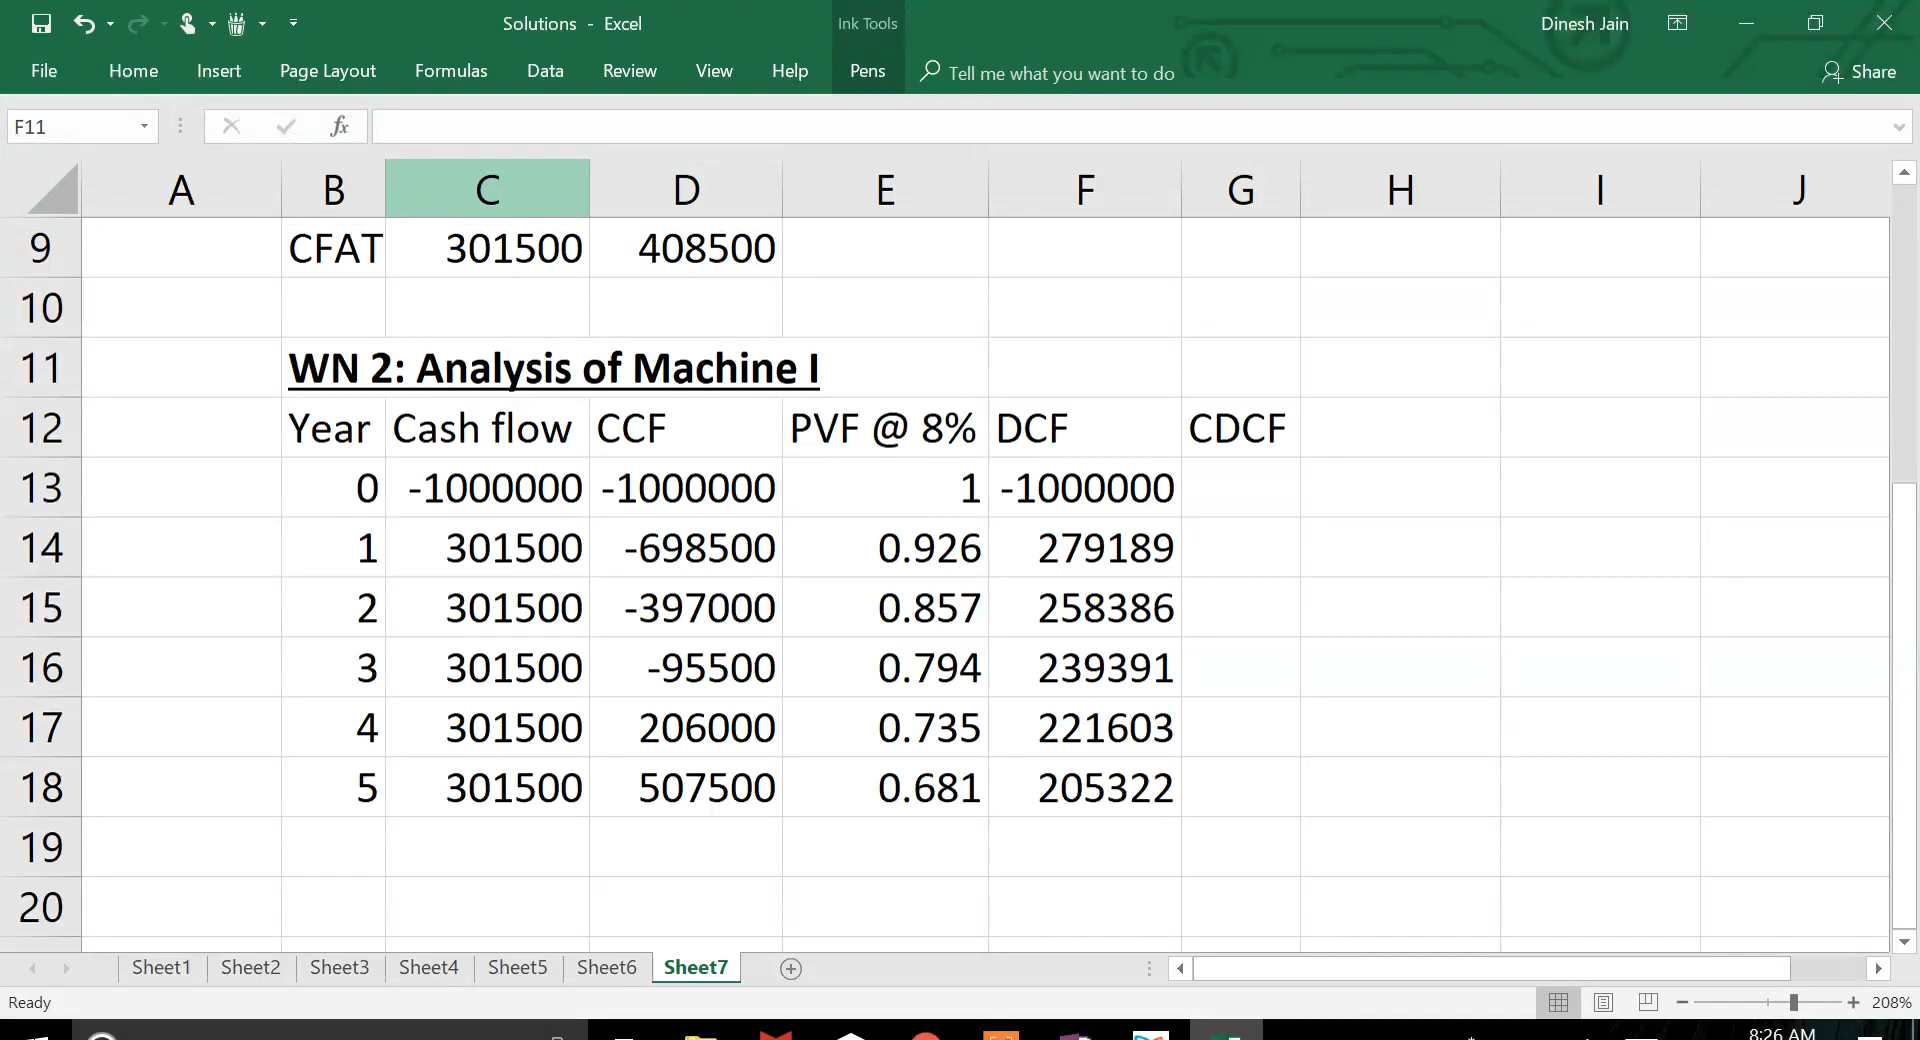 Solutions - Excel
Ink Tools
Dinesh Jain
File Home Insert Page Layout Formulas Data Review View Help Pens Tell me what you want to do Share
F11 fx
A B C D E F G H I J
9 CFAT 301500 408500
10
11 WN 2: Analysis of Machine I
12 Year Cash flow CCF PVF @ 8% DCF CDCF
13 0 -1000000 -1000000 1 -1000000
14 1 301500 -698500 0.926 279189
15 2 301500 -397000 0.857 258386
16 3 301500 -95500 0.794 239391
17 4 301500 206000 0.735 221603
18 5 301500 507500 0.681 205322
19
20
Sheet1 Sheet2 Sheet3 Sheet4 Sheet5 Sheet6 Sheet7
Ready 208%
8:26 AM